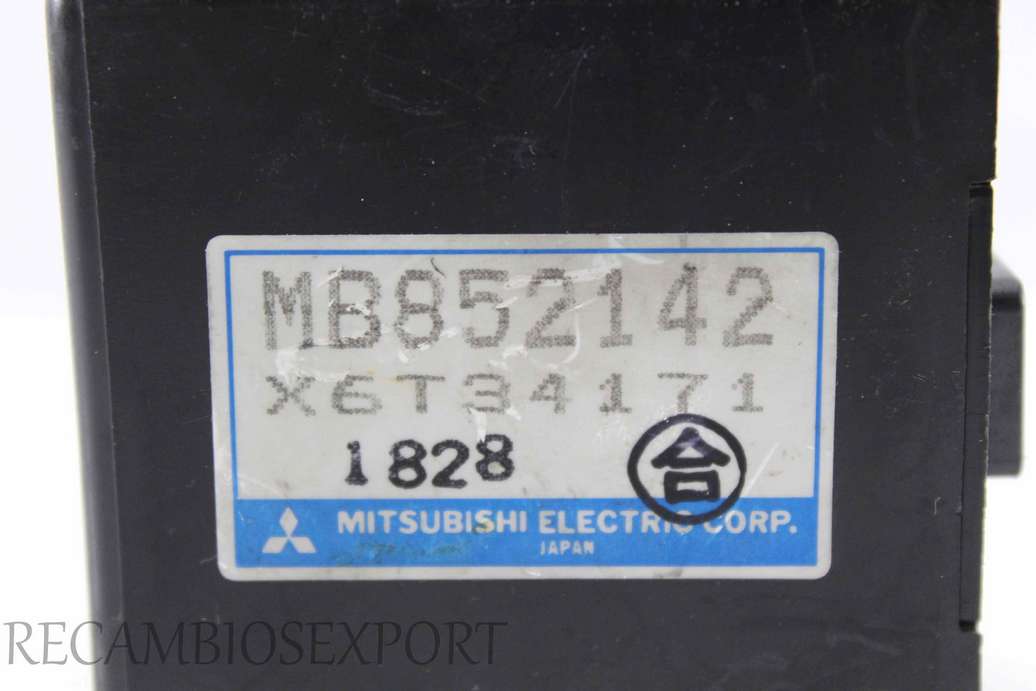 MB852142
X6T34171
1828 合
MITSUBISHI ELECTRIC CORP.
JAPAN
RECAMBIOSEXPORT